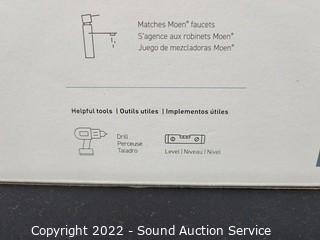 Matches Moen® faucets
S'agence aux robinets Moen®
Juego de mezcladoras Moen®
Helpful tools | Outils utiles | Implementos útiles
Drill
Perceuse
Taladro
Level | Niveau | Nivel
Copyright 2022 - Sound Auction Service